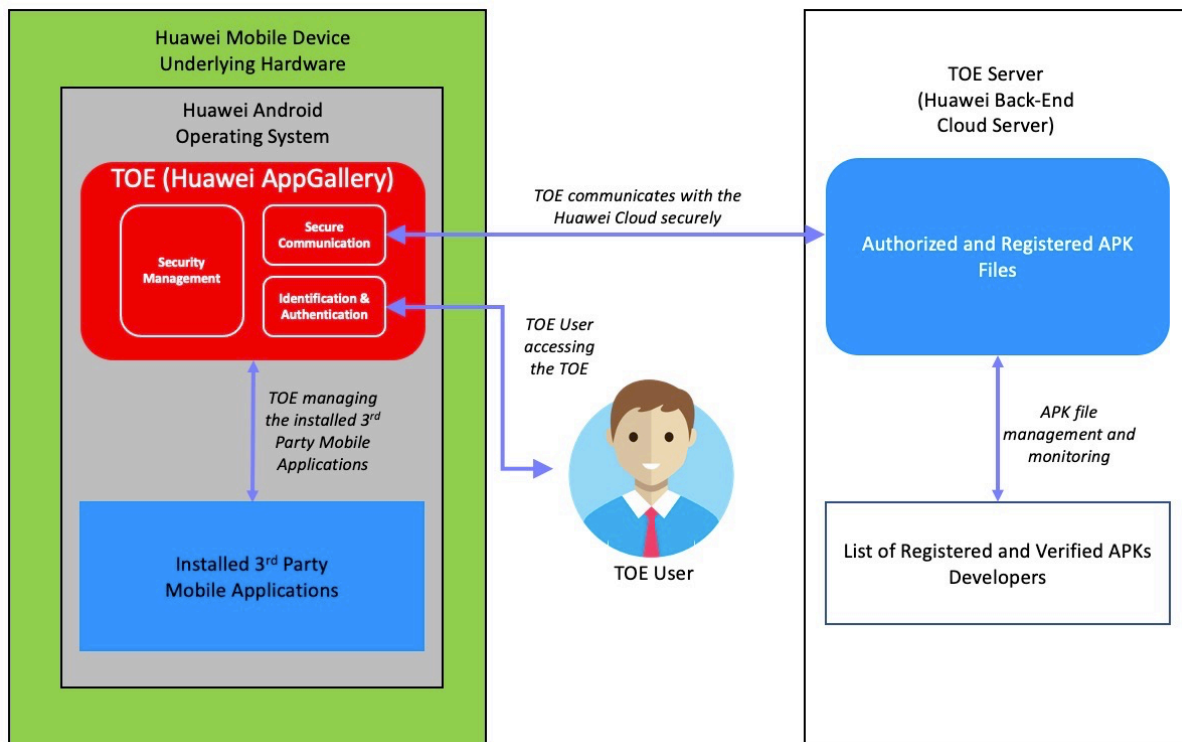 Huawei Mobile Device
Underlying Hardware
Huawei Android
Operating System
TOE (Huawei AppGallery)
Security
Management
Secure
Communication
Identification &
Authentication
TOE managing
the installed 3rd
Party Mobile
Applications
Installed 3rd Party
Mobile Applications
TOE communicates with the
Huawei Cloud securely
TOE User
accessing
the TOE
TOE User
TOE Server
(Huawei Back-End
Cloud Server)
Authorized and Registered APK
Files
APK file
management and
monitoring
List of Registered and Verified APKs
Developers